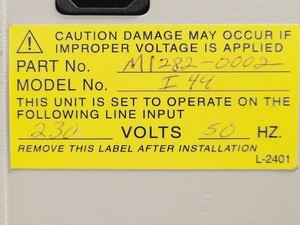 CAUTION DAMAGE MAY OCCUR IF
IMPROPER VOLTAGE IS APPLIED
PART No. M1282-0002
MODEL No. I 44
THIS UNIT IS SET TO OPERATE ON THE
FOLLOWING LINE INPUT
230 VOLTS 50 HZ.
REMOVE THIS LABEL AFTER INSTALLATION
L-2401